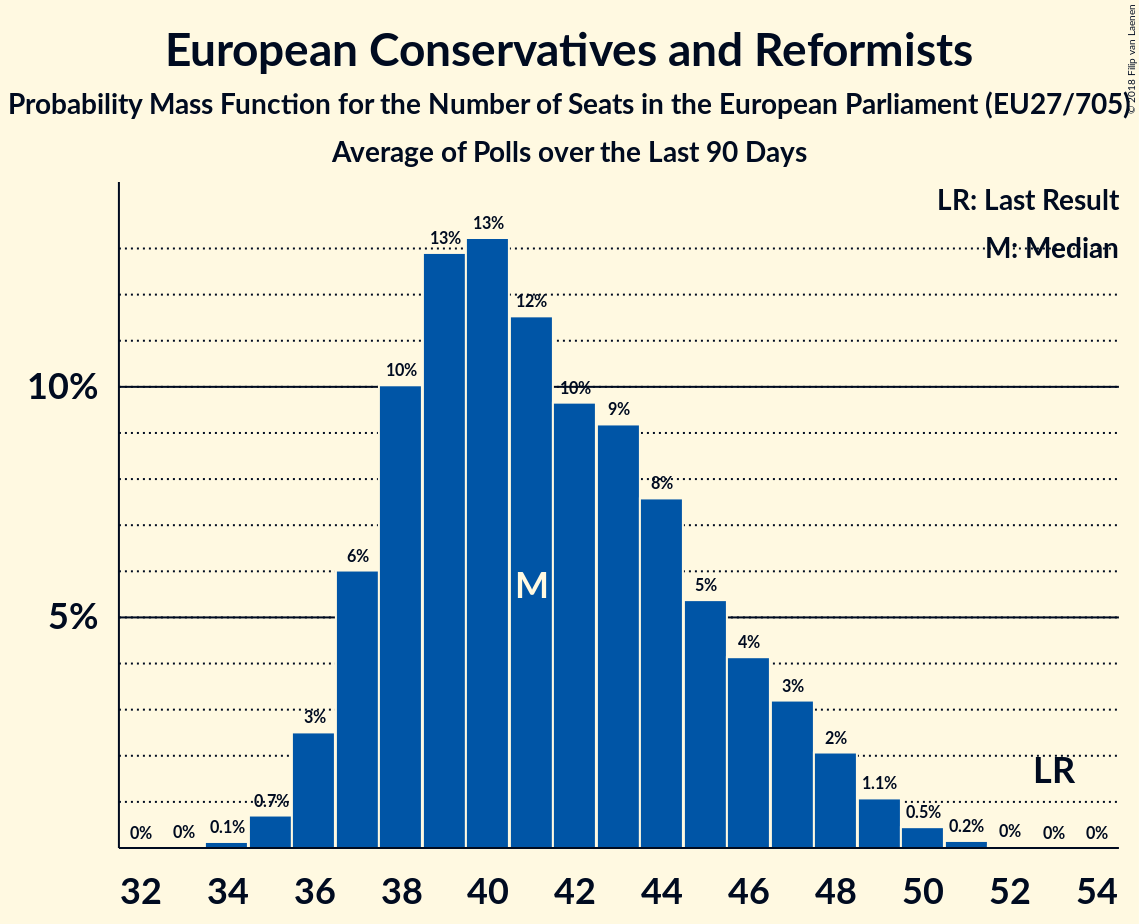 European Conservatives and Reformists
Probability Mass Function for the Number of Seats in the European Parliament (EU27/705)
Average of Polls over the Last 90 Days
© 2018 Filip van Laenen
LR: Last Result
M: Median
10%
5%
0%
0%
0.1%
0.7%
3%
6%
10%
13%
13%
12%
10%
9%
8%
5%
4%
3%
2%
1.1%
0.5%
0.2%
0%
0%
0%
M
LR
32 34 36 38 40 42 44 46 48 50 52 54